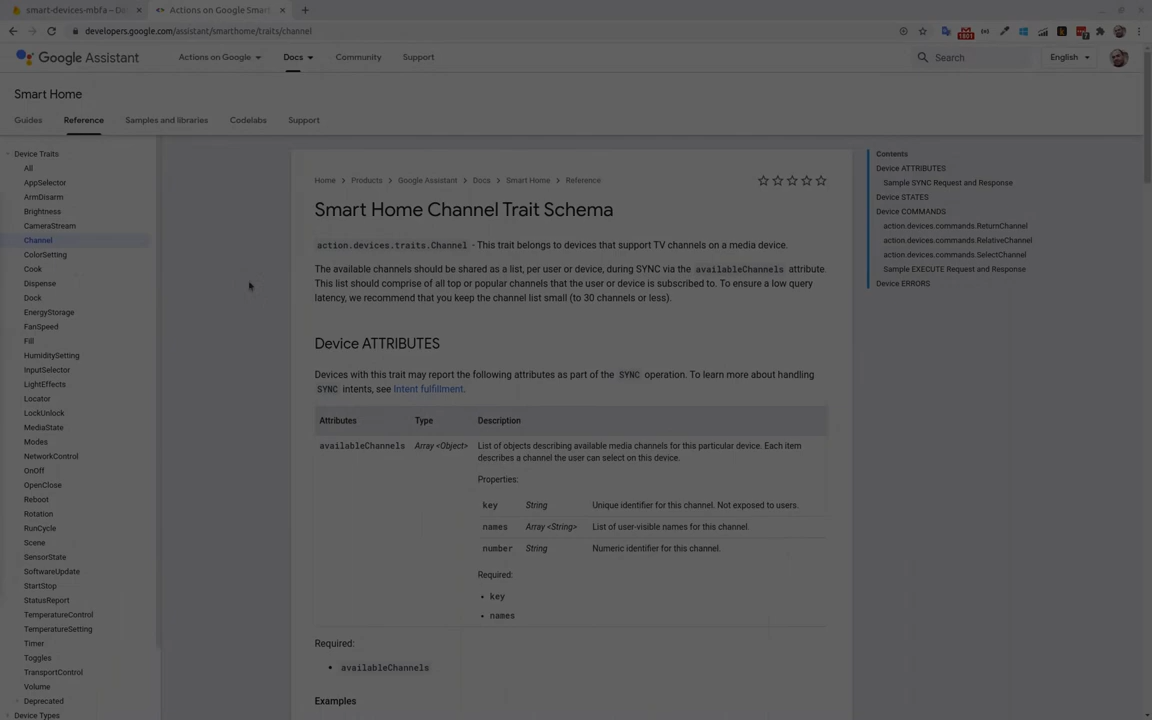 smart-devices-mbfa – Da
Actions on Google Smart
developers.google.com/assistant/smarthome/traits/channel
Google Assistant
Actions on Google
Docs
Community
Support
Search
English
Smart Home
Guides
Reference
Samples and libraries
Codelabs
Support
Device Traits
All
AppSelector
ArmDisarm
Brightness
CameraStream
Channel
ColorSetting
Cook
Dispense
Dock
EnergyStorage
FanSpeed
Fill
HumiditySetting
InputSelector
LightEffects
Locator
LockUnlock
MediaState
Modes
NetworkControl
OnOff
OpenClose
Reboot
Rotation
RunCycle
Scene
SensorState
SoftwareUpdate
StartStop
StatusReport
TemperatureControl
TemperatureSetting
Timer
Toggles
TransportControl
Volume
Deprecated
Device Types
Home > Products > Google Assistant > Docs > Smart Home > Reference
Smart Home Channel Trait Schema
action.devices.traits.Channel - This trait belongs to devices that support TV channels on a media device.
The available channels should be shared as a list, per user or device, during SYNC via the availableChannels attribute
This list should comprise of all top or popular channels that the user or device is subscribed to. To ensure a low query
latency, we recommend that you keep the channel list small (to 30 channels or less).
Device ATTRIBUTES
Devices with this trait may report the following attributes as part of the SYNC operation. To learn more about handling
SYNC intents, see Intent fulfillment.
Attributes Type Description
availableChannels Array <Object> List of objects describing available media channels for this particular device. Each item
describes a channel the user can select on this device.
Properties:
key String Unique identifier for this channel. Not exposed to users.
names Array <String> List of user-visible names for this channel.
number String Numeric identifier for this channel.
Required:
• key
• names
Required:
• availableChannels
Examples
Contents
Device ATTRIBUTES
Sample SYNC Request and Response
Device STATES
Device COMMANDS
action.devices.commands.ReturnChannel
action.devices.commands.RelativeChannel
action.devices.commands.SelectChannel
Sample EXECUTE Request and Response
Device ERRORS